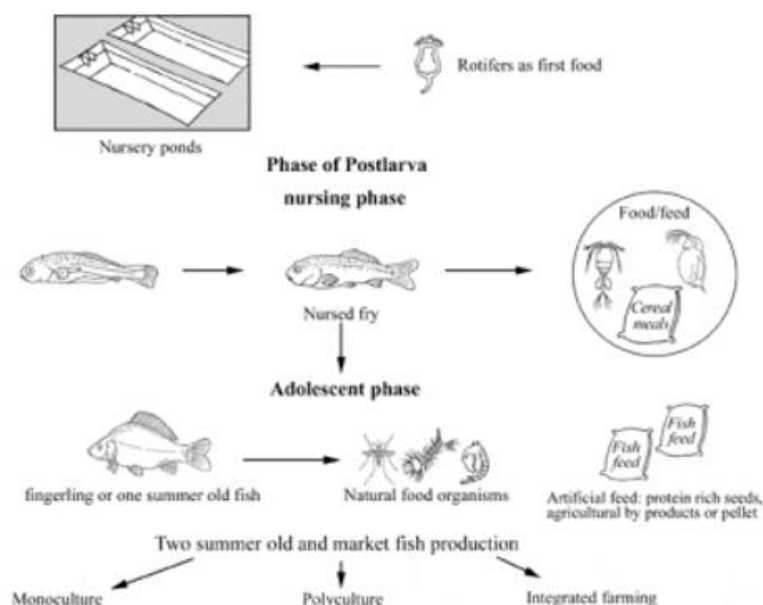 Rotifers as first food
Nursery ponds
Phase of Postlarva
nursing phase
Food/feed
Cereal
meals
Nursed fry
Adolescent phase
Fish
feed
Fish
feed
fingerling or one summer old fish
Natural food organisms
Artificial feed: protein rich seeds,
agricultural by products or pellet
Two summer old and market fish production
Monoculture
Polyculture
Integrated farming